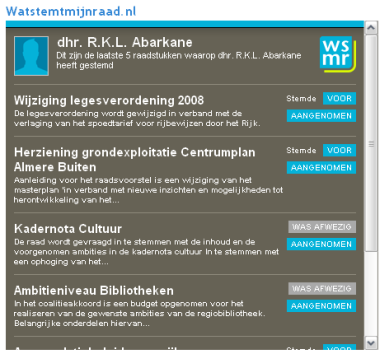 Watstemtmijnraad.nl
dhr. R.K.L. Abarkane
Dit zijn de laatste 5 raadstukken waarop dhr. R.K.L. Abarkane
heeft gestemd
ws
mr
Wijziging legesverordening 2008
Stemde VOOR
AANGENOMEN
De legesverordening wordt gewijzigd in verband met de
verlaging van het spoedtarief voor rijbewijzen door het Rijk.
Herziening grondexploitatie Centrumplan
Almere Buiten
Stemde VOOR
AANGENOMEN
Aanleiding voor het raadsvoorstel is een wijziging van het
masterplan 'in verband met nieuwe inzichten en mogelijkheden tot
herontwikkeling van het...
Kadernota Cultuur
WAS AFWEZIG
AANGENOMEN
De raad wordt gevraagd in te stemmen met de inhoud en de
voorgenomen ambities in de kadernota cultuur In te stemmen met
een ophoging van het...
Ambitieniveau Bibliotheken
WAS AFWEZIG
AANGENOMEN
In het coalitieakkoord is een budget opgenomen voor het
realiseren van de gewenste ambities van de regiobibliotheek.
Belangrijke onderdelen hiervan...